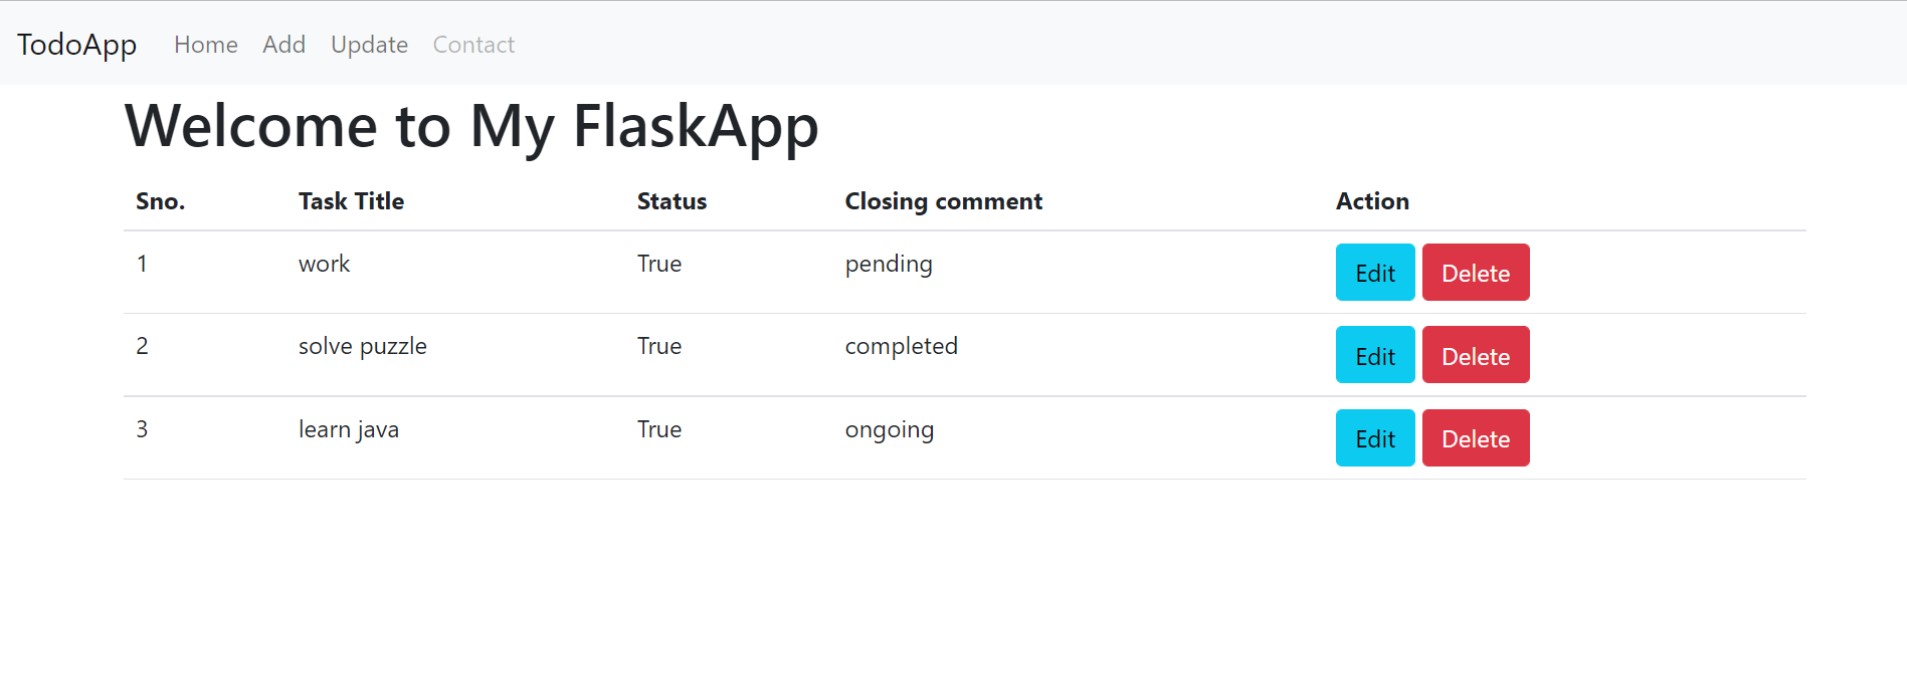 TodoApp Home Add Update Contact
Welcome to My FlaskApp
Sno. Task Title Status Closing comment Action
1 work True pending Edit Delete
2 solve puzzle True completed Edit Delete
3 learn java True ongoing Edit Delete